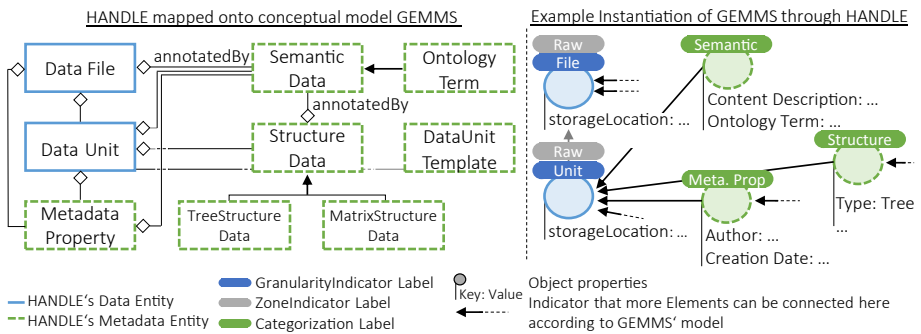 HANDLE mapped onto conceptual model GEMMS
Data File
annotatedBy
Semantic
Data
Ontology
Term
annotatedBy
Data Unit
Structure
Data
DataUnit
Template
Metadata
Property
TreeStructure
Data
MatrixStructure
Data
Example Instantiation of GEMMS through HANDLE
Raw
File
storageLocation: ...
Semantic
Content Description: ...
Ontology Term: ...
Raw
Unit
storageLocation: ...
Structure
Type: Tree
...
Meta. Prop
Author: ...
Creation Date: ...
HANDLE‘s Data Entity
HANDLE‘s Metadata Entity
GranularityIndicator Label
ZoneIndicator Label
Categorization Label
Key: Value
Object properties
Indicator that more Elements can be connected here
according to GEMMS‘ model